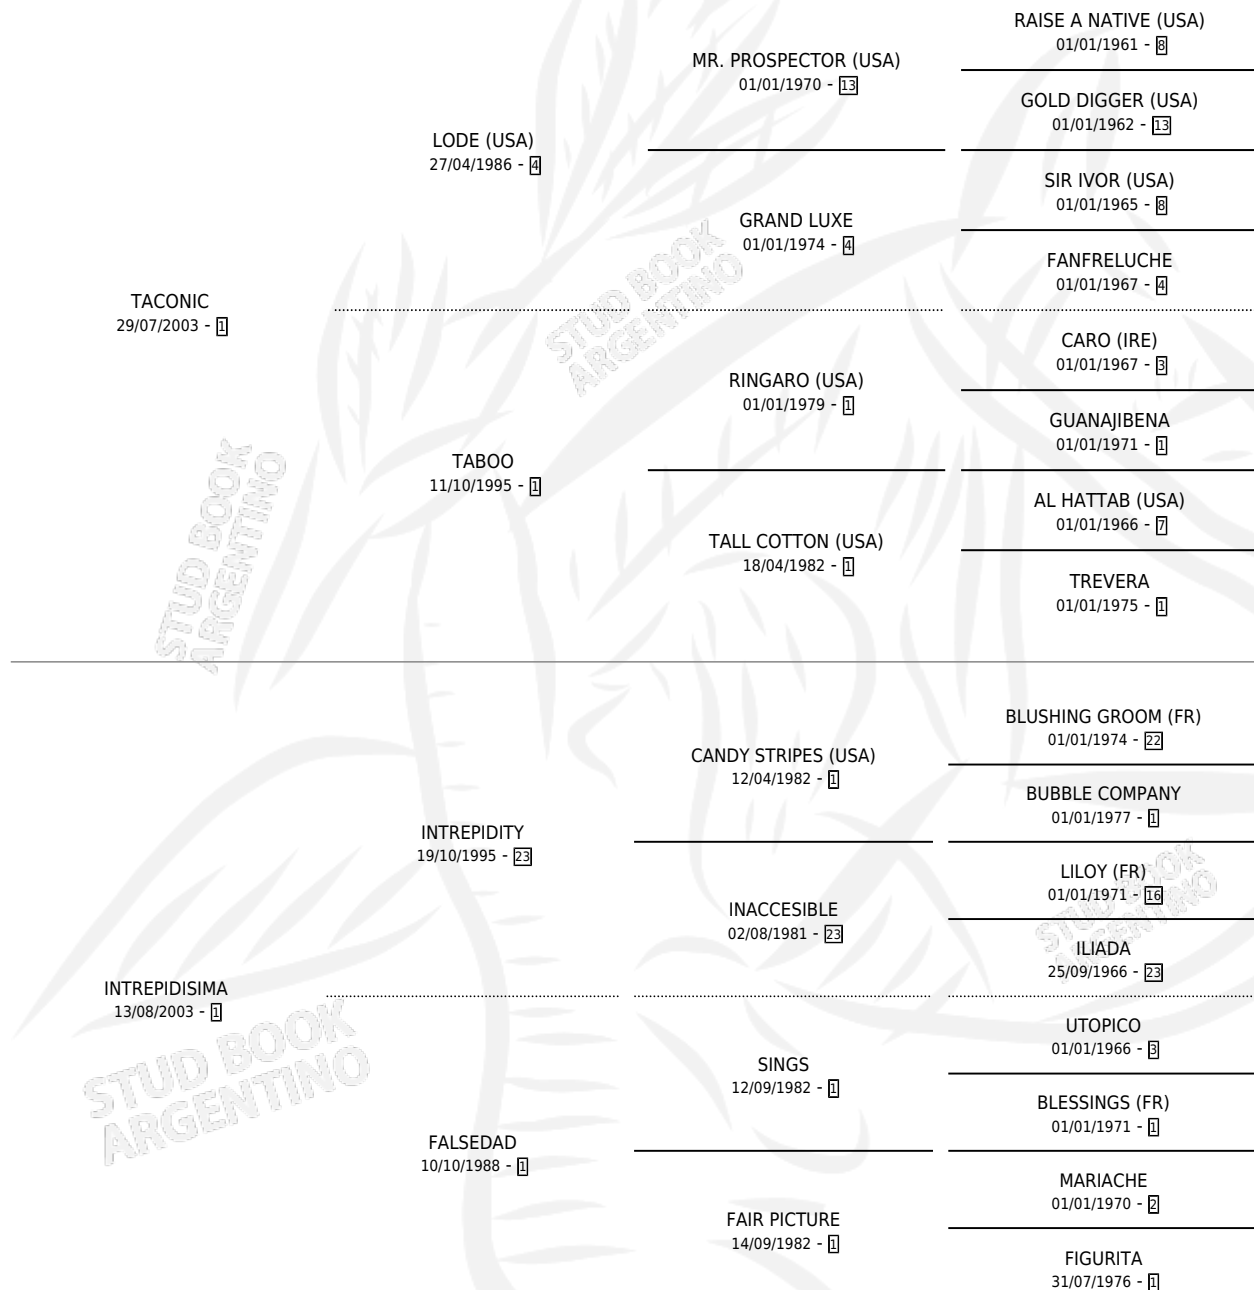 RAISE A NATIVE (USA)
01/01/1961 - 8
MR. PROSPECTOR (USA)
01/01/1970 - 13
GOLD DIGGER (USA)
01/01/1962 - 13
LODE (USA)
27/04/1986 - 4
SIR IVOR (USA)
01/01/1965 - 8
GRAND LUXE
01/01/1974 - 4
FANFRELUCHE
01/01/1967 - 4
TACONIC
29/07/2003 - 1
STUD BOOK
ARGENTINO
CARO (IRE)
01/01/1967 - 3
RINGARO (USA)
01/01/1979 - 1
GUANAJIBENA
01/01/1971 - 1
TABOO
11/10/1995 - 1
AL HATTAB (USA)
01/01/1966 - 7
TALL COTTON (USA)
18/04/1982 - 1
TREVERA
01/01/1975 - 1
STUD BOOK
ARGENTINO
BLUSHING GROOM (FR)
01/01/1974 - 22
CANDY STRIPES (USA)
12/04/1982 - 1
BUBBLE COMPANY
01/01/1977 - 1
INTREPIDITY
19/10/1995 - 23
LILOY (FR)
01/01/1971 - 16
INACCESIBLE
02/08/1981 - 23
STUD BOOK
ARGENTINO
ILIADA
25/09/1966 - 23
INTREPIDISIMA
13/08/2003 - 1
UTOPICO
01/01/1966 - 3
SINGS
12/09/1982 - 1
BLESSINGS (FR)
01/01/1971 - 1
STUD BOOK
ARGENTINO
FALSEDAD
10/10/1988 - 1
MARIACHE
01/01/1970 - 2
FAIR PICTURE
14/09/1982 - 1
FIGURITA
31/07/1976 - 1